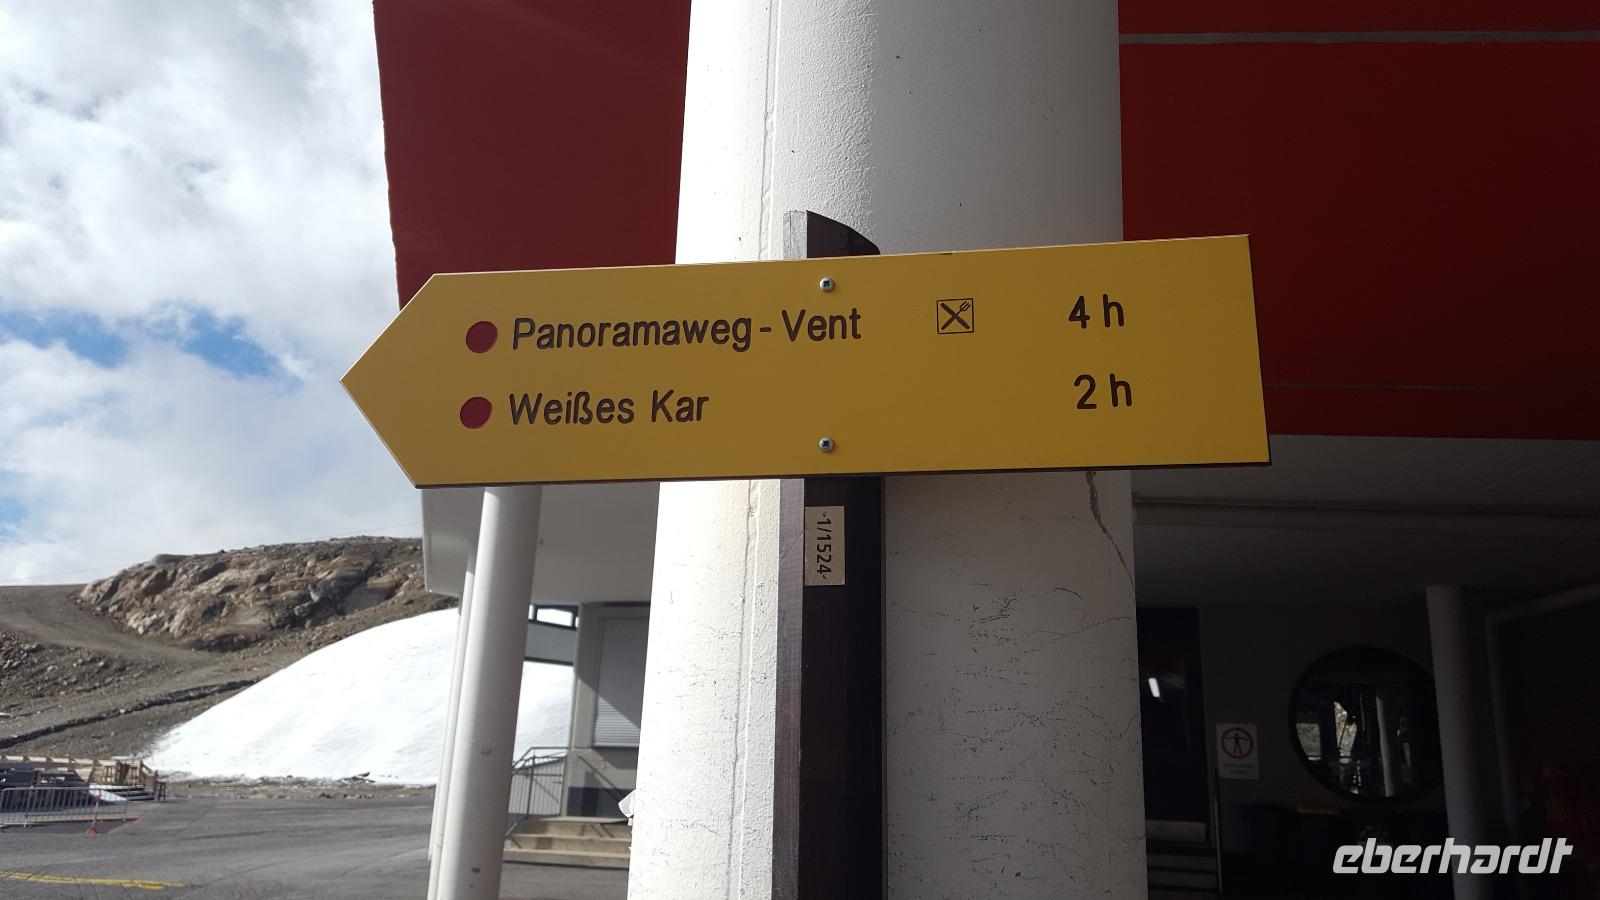 Panoramaweg - Vent 4 h
Weißes Kar 2 h
1/1524
eberhardt